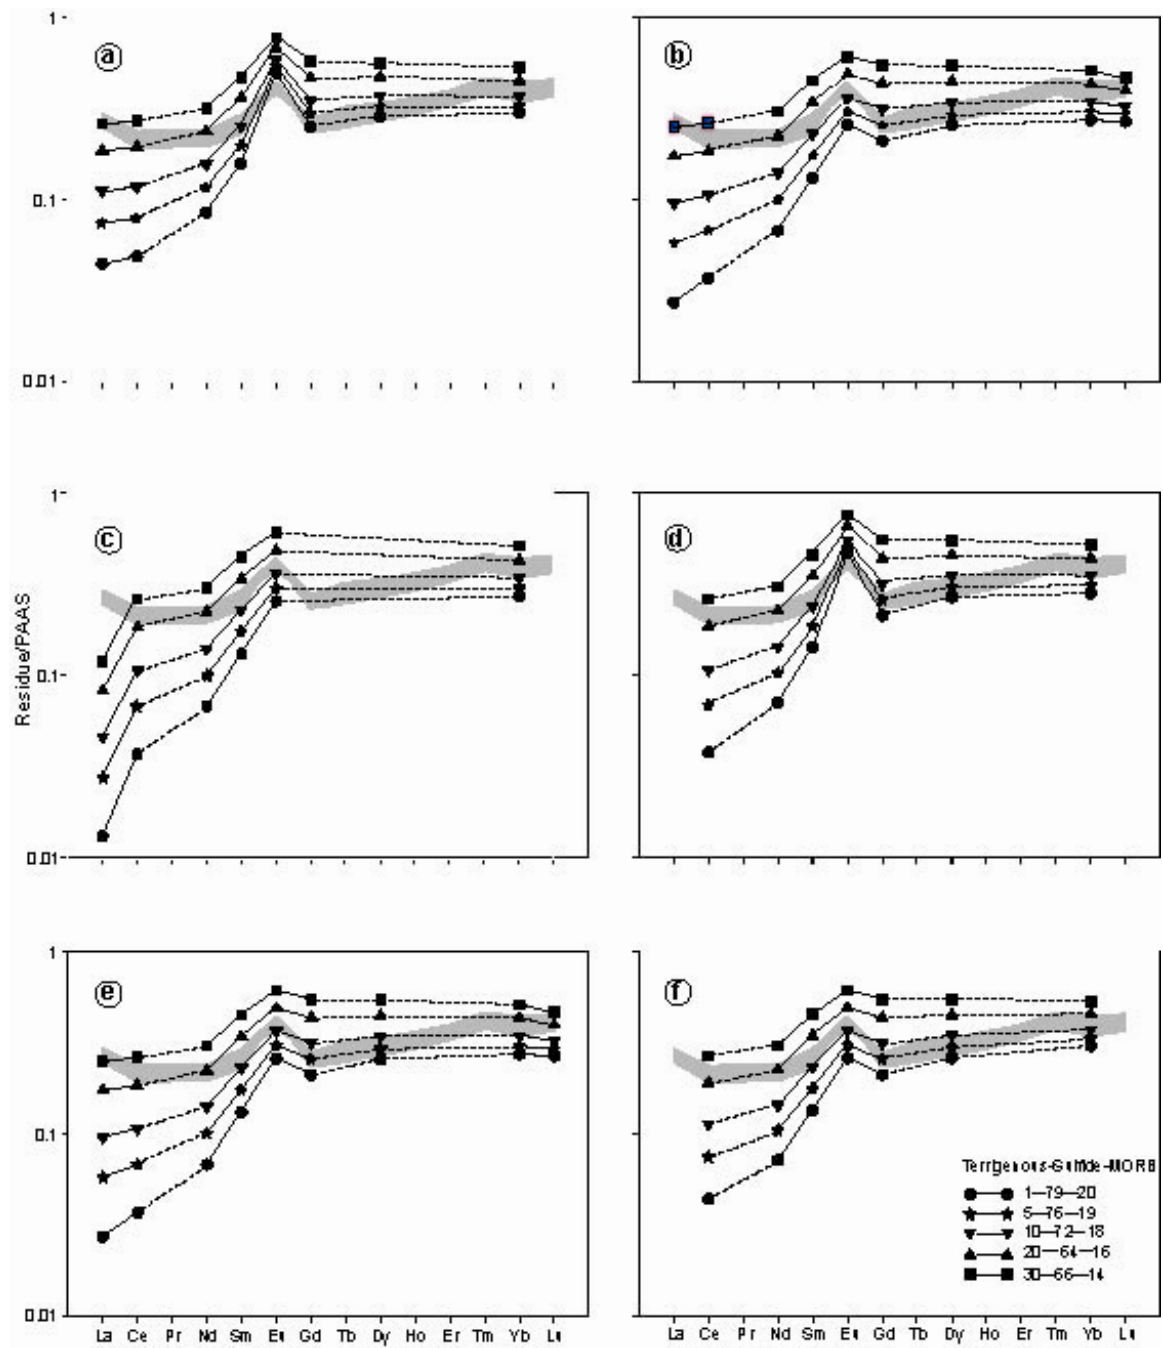 1
a
b
0.1
0.01
1
c
d
Residue/PAAS
0.1
0.01
1
e
f
0.1
Terrigenous-Sulfide-MORB
1—79—20
5—76—19
10—72—18
20—64—16
30—66—14
0.01
La Ce Pr Nd Sm Eu Gd Tb Dy Ho Er Tm Yb Lu
La Ce Pr Nd Sm Eu Gd Tb Dy Ho Er Tm Yb Lu